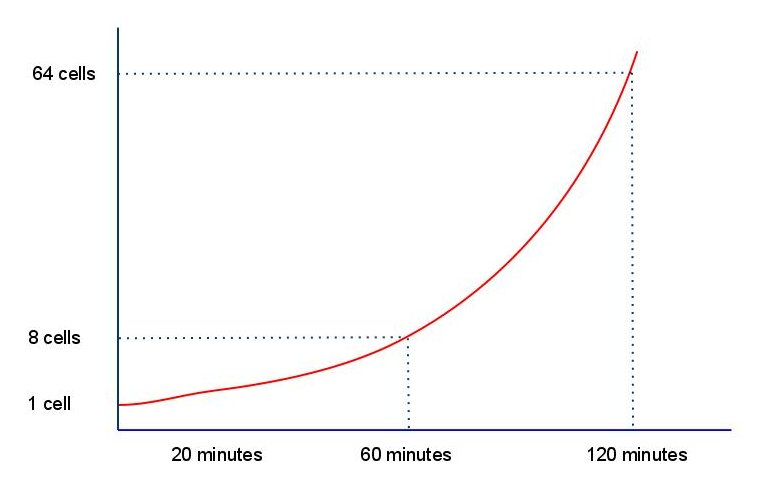 64 cells
8 cells
1 cell
20 minutes
60 minutes
120 minutes